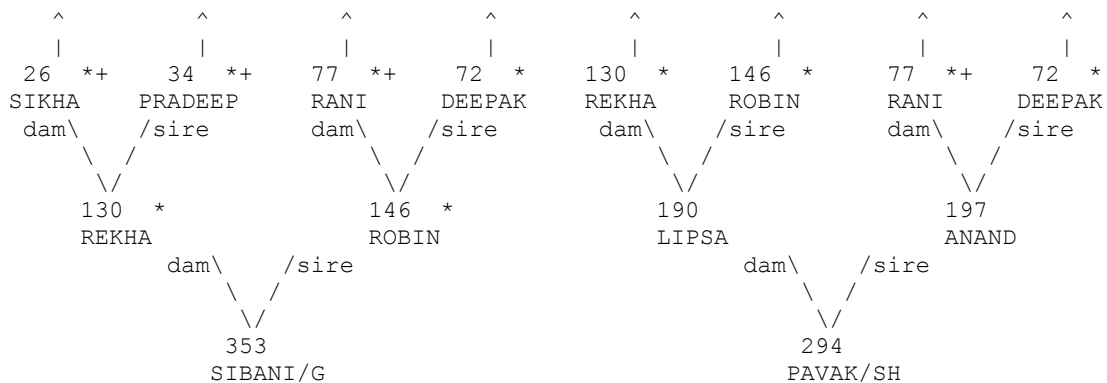 ^ ^ ^ ^ ^ ^ ^ ^
| | | | | | | |
26 *+ 34 *+ 77 *+ 72 * 130 * 146 * 77 *+ 72 *
SIKHA PRADEEP RANI DEEPAK REKHA ROBIN RANI DEEPAK
dam\ /sire dam\ /sire dam\ /sire dam\ /sire
\ / \ / \ / \ /
\/ \/ \/ \/
130 * 146 * 190 197
REKHA ROBIN LIPSA ANAND
dam\ /sire dam\ /sire
\ / \ /
\/ \/
353 294
SIBANI/G PAVAK/SH